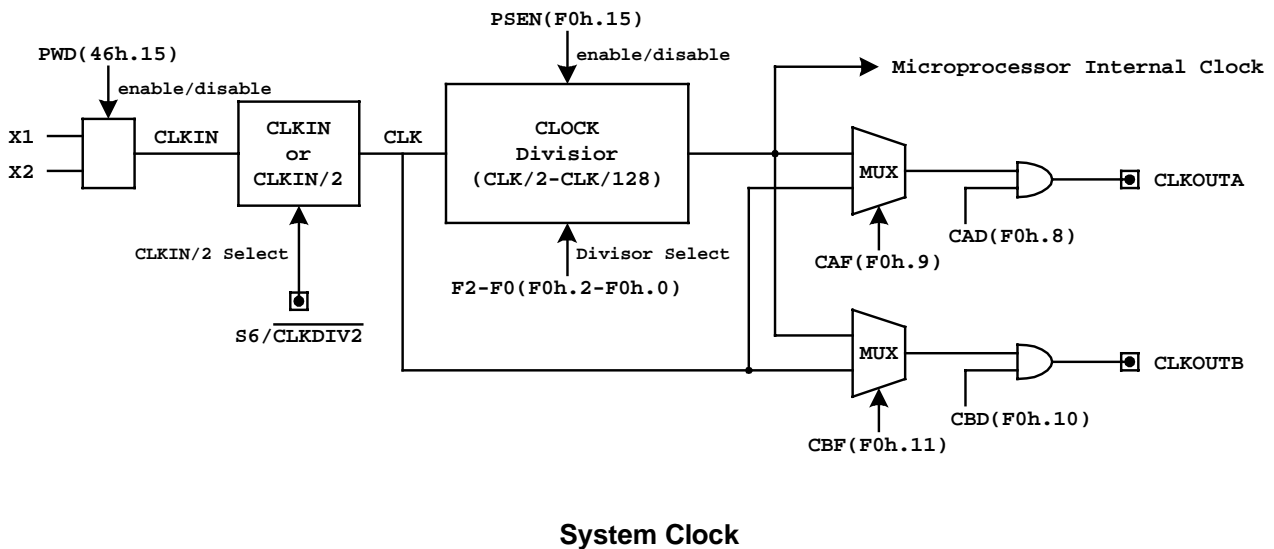 PSEN(F0h.15)
enable/disable
PWD(46h.15)
enable/disable
Microprocessor Internal Clock
X1
X2
CLKIN
CLKIN
or
CLKIN/2
CLK
CLOCK
Divisior
(CLK/2-CLK/128)
MUX
CLKOUTA
CAD(F0h.8)
CAF(F0h.9)
CLKIN/2 Select
Divisor Select
F2-F0(F0h.2-F0h.0)
S6/CLKDIV2
MUX
CLKOUTB
CBD(F0h.10)
CBF(F0h.11)
System Clock